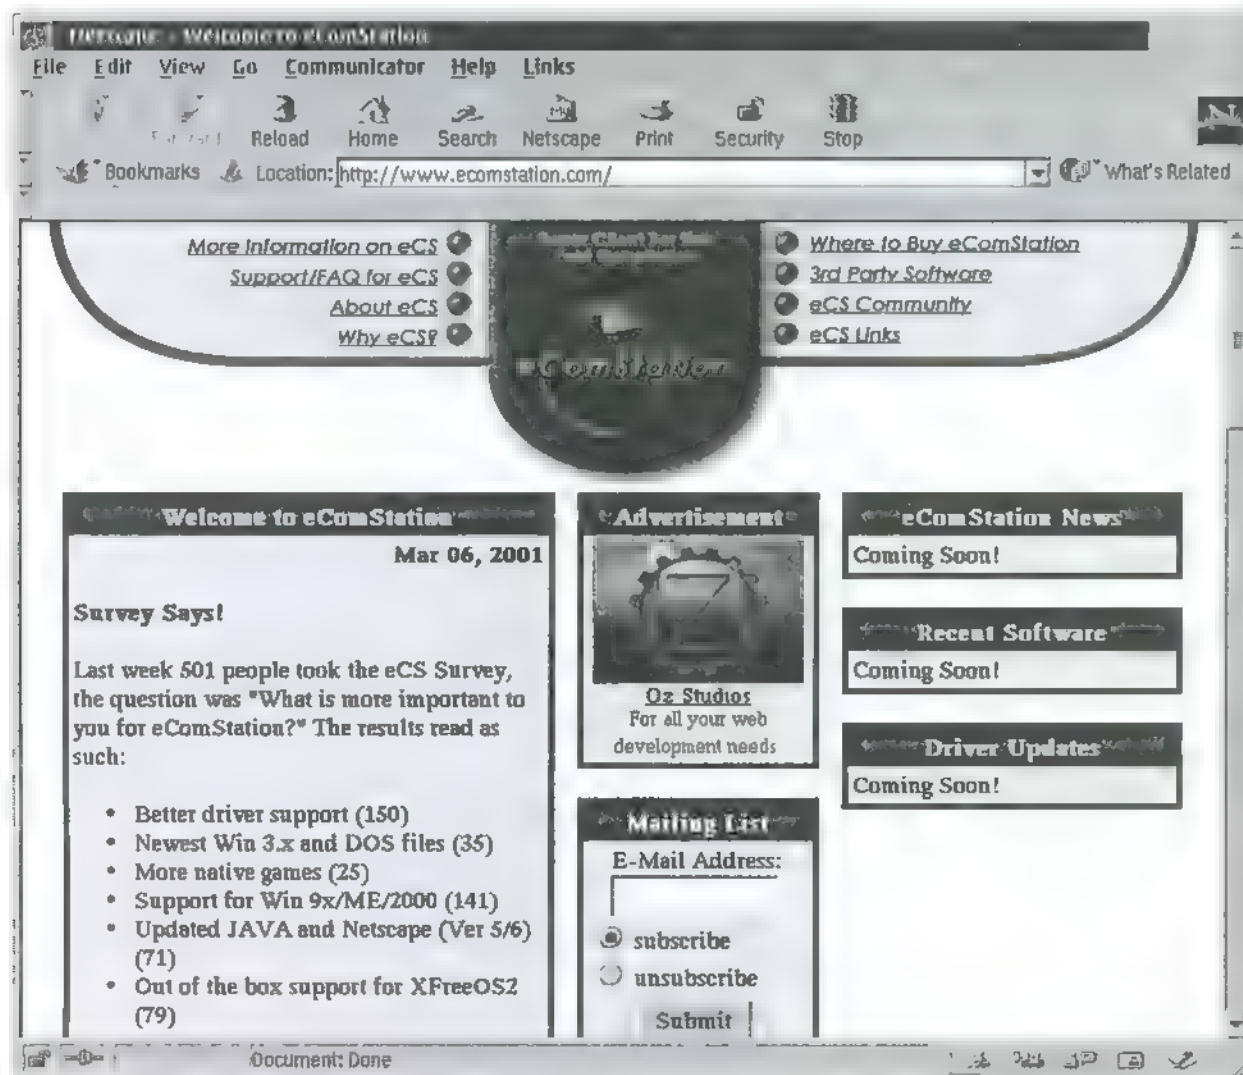 Netscape - Welcome to eComStation
File Edit View Go Communicator Help Links
Forward Reload Home Search Netscape Print Security Stop
Bookmarks Location: http://www.ecomstation.com/ What's Related
More Information on eCS
Support/FAQ for eCS
About eCS
Why eCS?
eComStation
Where to Buy eComStation
3rd Party Software
eCS Community
eCS Links
Welcome to eComStation
Mar 06, 2001
Survey Says!
Last week 501 people took the eCS Survey,
the question was "What is more important to
you for eComStation?" The results read as
such:
• Better driver support (150)
• Newest Win 3.x and DOS files (35)
• More native games (25)
• Support for Win 9x/ME/2000 (141)
• Updated JAVA and Netscape (Ver 5/6)
(71)
• Out of the box support for XFreeOS2
(79)
Advertisement
Oz Studios
For all your web
development needs
Mailing List
E-Mail Address:
subscribe
unsubscribe
Submit
eComStation News
Coming Soon!
Recent Software
Coming Soon!
Driver Updates
Coming Soon!
Document: Done